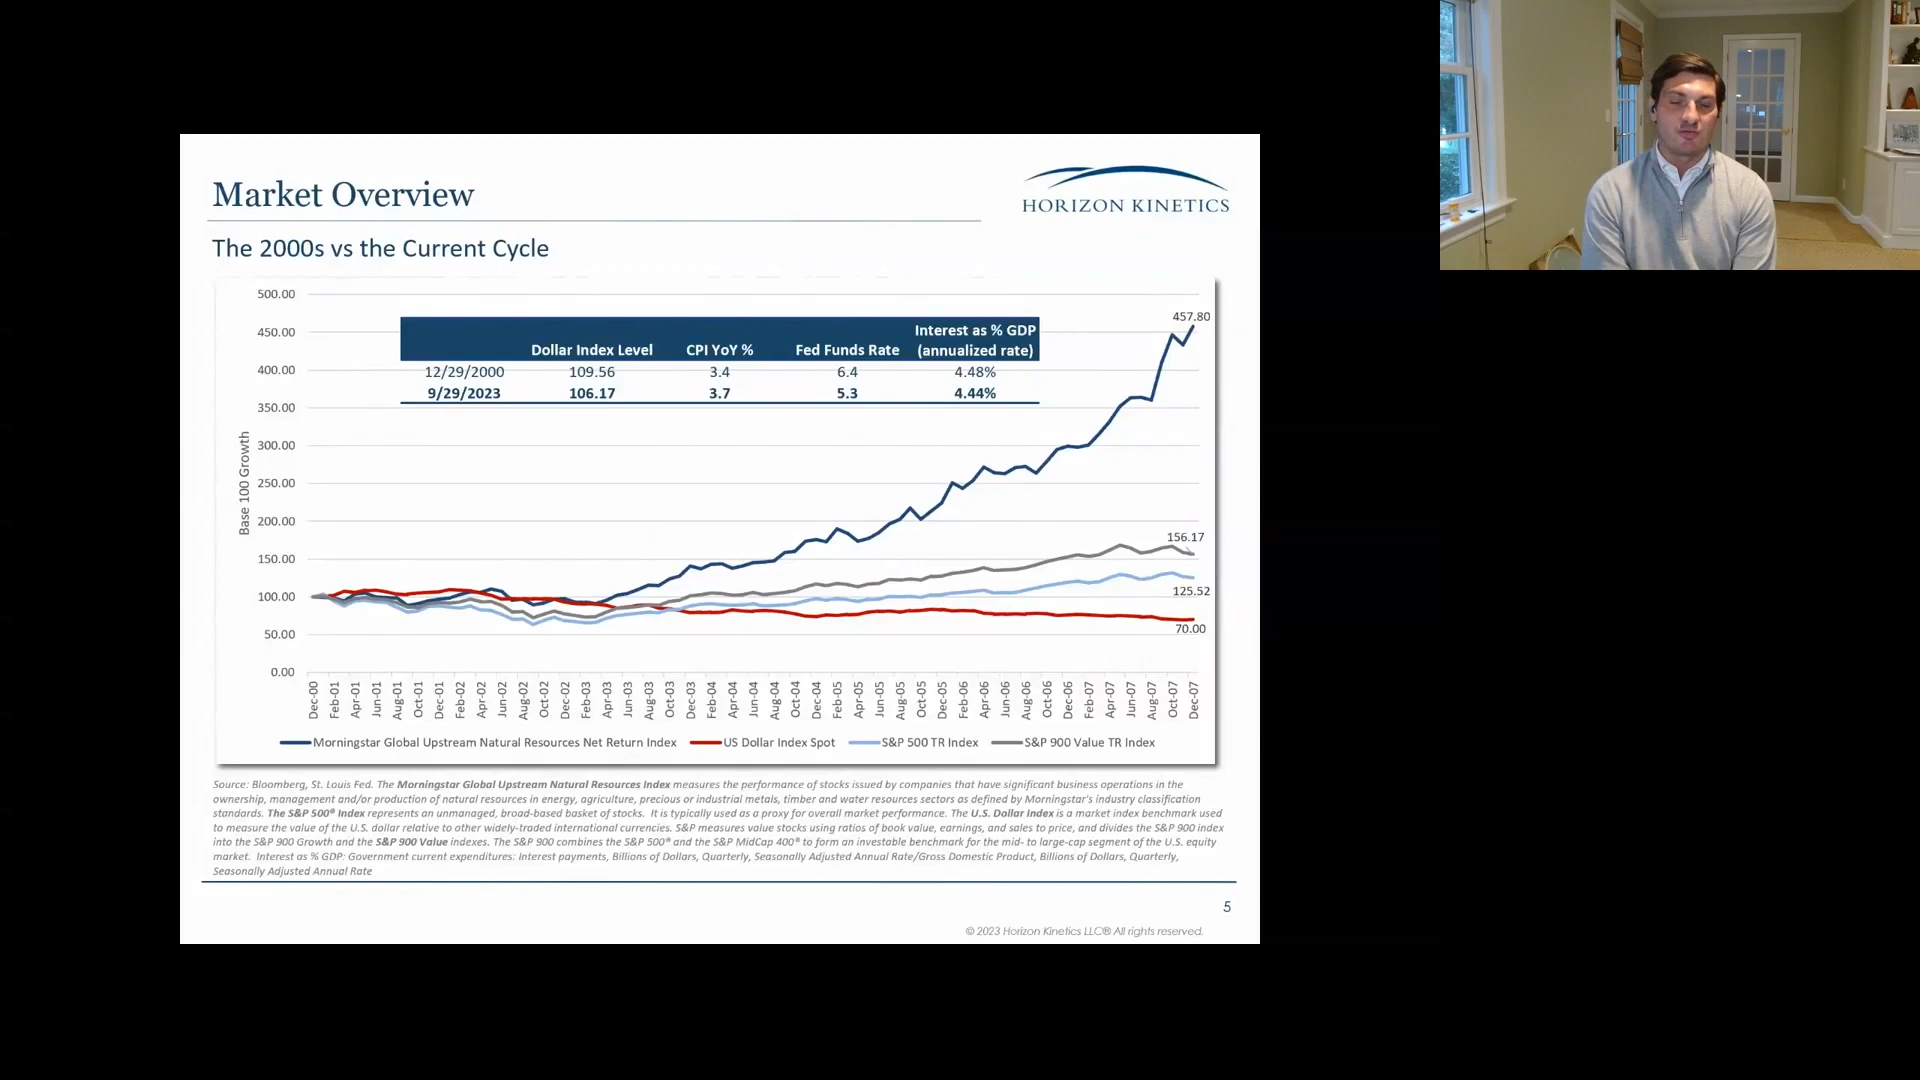 Market Overview
HORIZON KINETICS
The 2000s vs the Current Cycle
500.00
450.00
400.00
350.00
300.00
250.00
200.00
150.00
100.00
50.00
0.00
Base 100 Growth
Interest as % GDP
Dollar Index Level CPI YoY % Fed Funds Rate (annualized rate)
12/29/2000 109.56 3.4 6.4 4.48%
9/29/2023 106.17 3.7 5.3 4.44%
457.80
156.17
125.52
70.00
Dec-00 Feb-01 Apr-01 Jun-01 Aug-01 Oct-01 Dec-01 Feb-02 Apr-02 Jun-02 Aug-02 Oct-02 Dec-02 Feb-03 Apr-03 Jun-03 Aug-03 Oct-03 Dec-03 Feb-04 Apr-04 Jun-04 Aug-04 Oct-04 Dec-04 Feb-05 Apr-05 Jun-05 Aug-05 Oct-05 Dec-05 Feb-06 Apr-06 Jun-06 Aug-06 Oct-06 Dec-06 Feb-07 Apr-07 Jun-07 Aug-07 Oct-07 Dec-07
Morningstar Global Upstream Natural Resources Net Return Index US Dollar Index Spot S&P 500 TR Index S&P 900 Value TR Index
Source: Bloomberg, St. Louis Fed. The Morningstar Global Upstream Natural Resources Index measures the performance of stocks issued by companies that have significant business operations in the
ownership, management and/or production of natural resources in energy, agriculture, precious or industrial metals, timber and water resources sectors as defined by Morningstar's industry classification
standards. The S&P 500® Index represents an unmanaged, broad-based basket of stocks. It is typically used as a proxy for overall market performance. The U.S. Dollar Index is a market index benchmark used
to measure the value of the U.S. dollar relative to other widely-traded international currencies. S&P measures value stocks using ratios of book value, earnings, and sales to price, and divides the S&P 900 index
into the S&P 900 Growth and the S&P 900 Value indexes. The S&P 900 combines the S&P 500® and the S&P MidCap 400® to form an investable benchmark for the mid- to large-cap segment of the U.S. equity
market. Interest as % GDP: Government current expenditures: Interest payments, Billions of Dollars, Quarterly, Seasonally Adjusted Annual Rate/Gross Domestic Product, Billions of Dollars, Quarterly,
Seasonally Adjusted Annual Rate
5
© 2023 Horizon Kinetics LLC® All rights reserved.